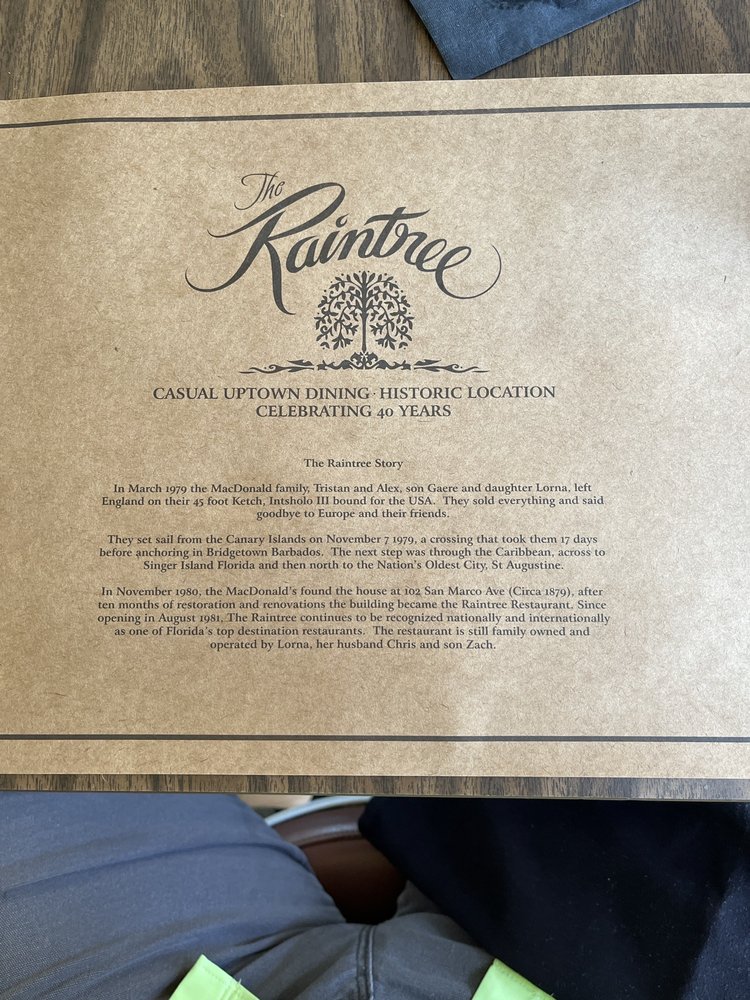 The
Raintree
CASUAL UPTOWN DINING · HISTORIC LOCATION
CELEBRATING 40 YEARS
The Raintree Story
In March 1979 the MacDonald family, Tristan and Alex, son Gaere and daughter Lorna, left
England on their 45 foot Ketch, Intsholo III bound for the USA. They sold everything and said
goodbye to Europe and their friends.
They set sail from the Canary Islands on November 7 1979, a crossing that took them 17 days
before anchoring in Bridgetown Barbados. The next step was through the Caribbean, across to
Singer Island Florida and then north to the Nation's Oldest City, St Augustine.
In November 1980, the MacDonald's found the house at 102 San Marco Ave (Circa 1879), after
ten months of restoration and renovations the building became the Raintree Restaurant. Since
opening in August 1981, The Raintree continues to be recognized nationally and internationally
as one of Florida's top destination restaurants. The restaurant is still family owned and
operated by Lorna, her husband Chris and son Zach.